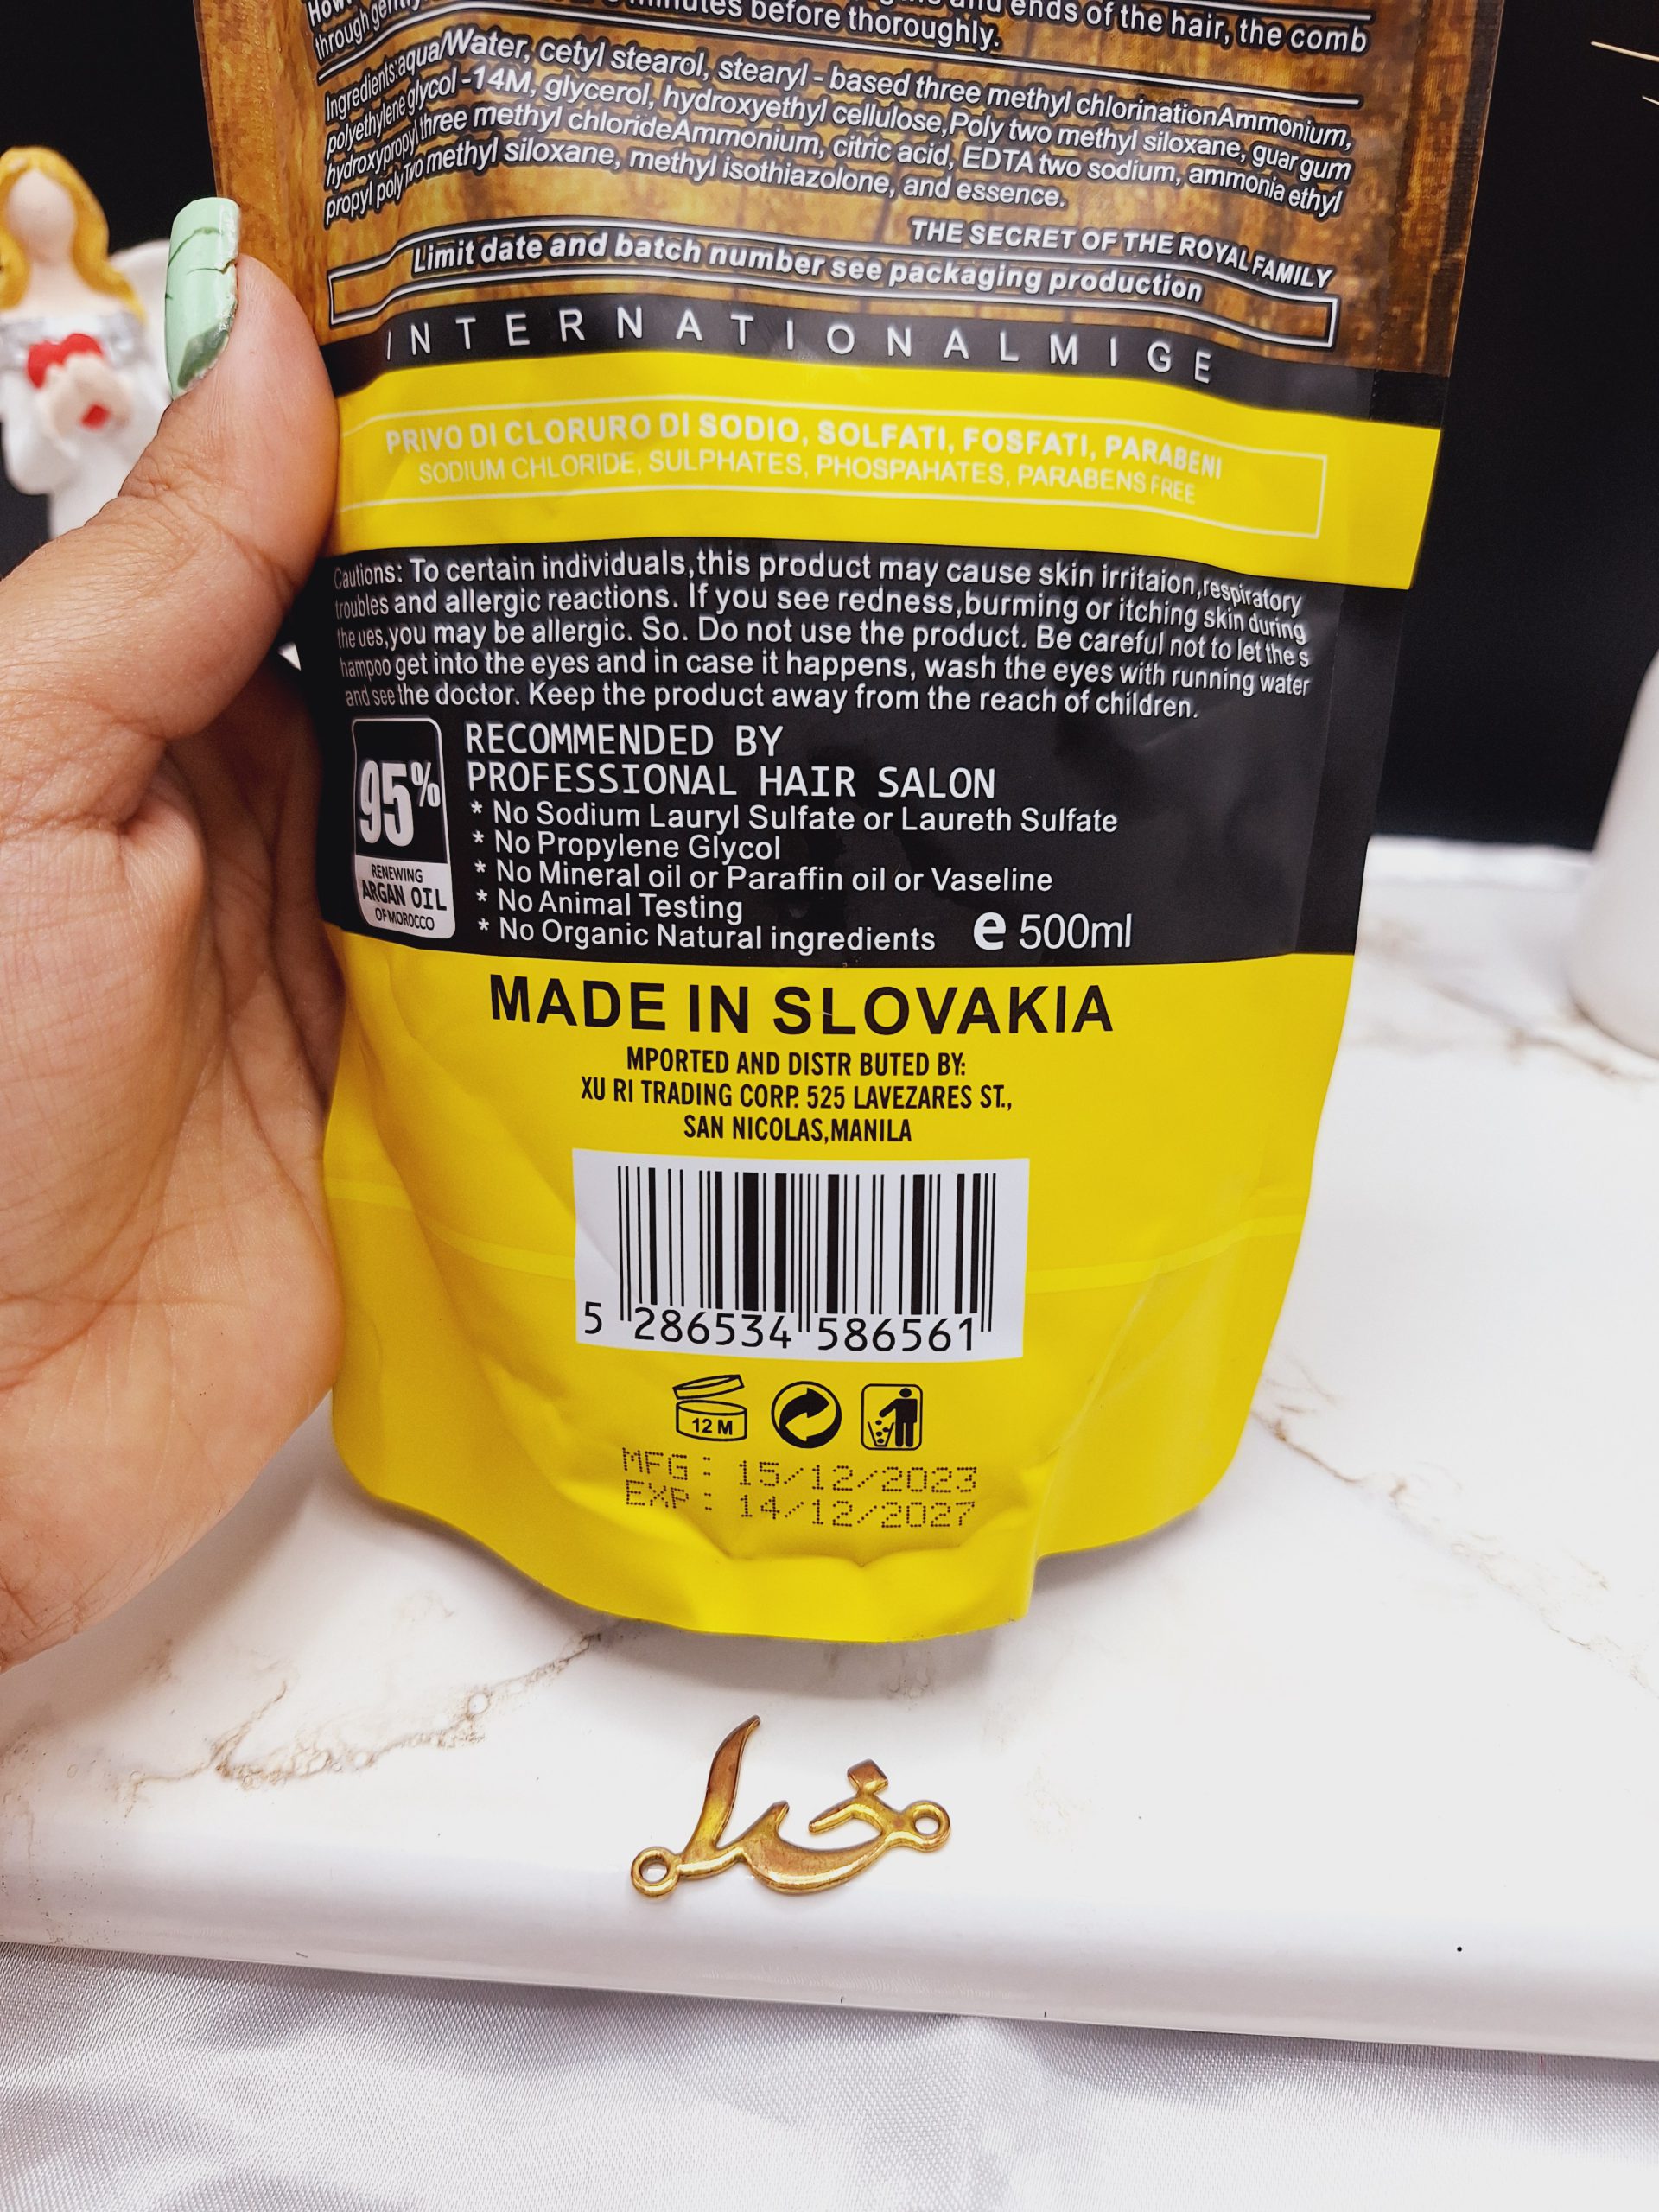 ends of the hair, the comb
through gently
minutes before thoroughly.
Ingredients:aqua/Water, cetyl stearol, stearyl - based three methyl chlorinationAmmonium,
polyethylene glycol -14M, glycerol, hydroxyethyl cellulose,Poly two methyl siloxane, guar gum
hydroxypropyl three methyl chlorideAmmonium, citric acid, EDTA two sodium, ammonia ethyl
propyl poly two methyl siloxane, methyl isothiazolone, and essence.
THE SECRET OF THE ROYAL FAMILY
Limit date and batch number see packaging production
INTERNATIONALMIGE
PRIVO DI CLORURO DI SODIO, SOLFATI, FOSFATI, PARABENI
SODIUM CHLORIDE, SULPHATES, PHOSPAHATES, PARABENS FREE
Cautions: To certain individuals,this product may cause skin irritaion,respiratory
troubles and allergic reactions. If you see redness,burming or itching skin during
the ues,you may be allergic. So. Do not use the product. Be careful not to let the s
hampoo get into the eyes and in case it happens, wash the eyes with running water
and see the doctor. Keep the product away from the reach of children.
95%
RENEWING
ARGAN OIL
OF MOROCCO
RECOMMENDED BY
PROFESSIONAL HAIR SALON
* No Sodium Lauryl Sulfate or Laureth Sulfate
* No Propylene Glycol
* No Mineral oil or Paraffin oil or Vaseline
* No Animal Testing
* No Organic Natural ingredients
e 500ml
MADE IN SLOVAKIA
MPORTED AND DISTR BUTED BY:
XU RI TRADING CORP. 525 LAVEZARES ST.,
SAN NICOLAS,MANILA
5 286534 586561
12 M
MFG : 15/12/2023
EXP : 14/12/2027
خدا